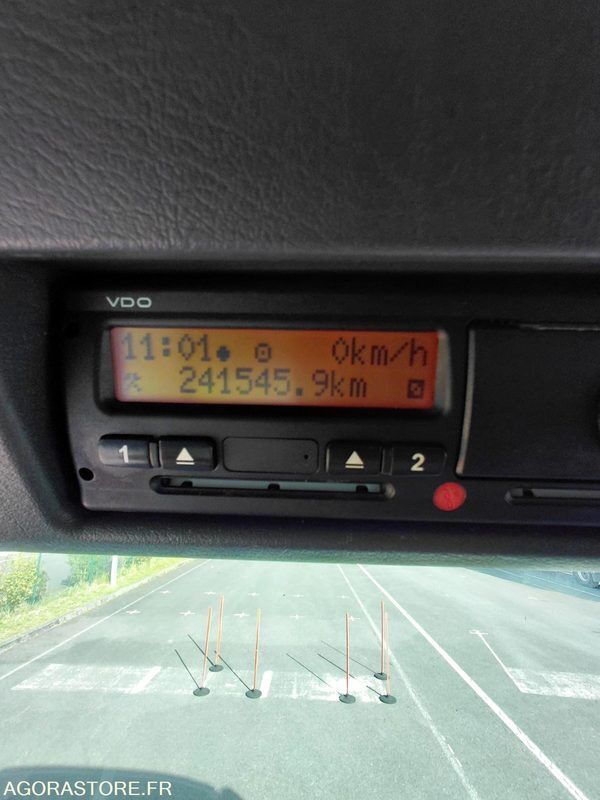 VDO
11:01 0km/h
241545.9km
1 2
AGORASTORE.FR